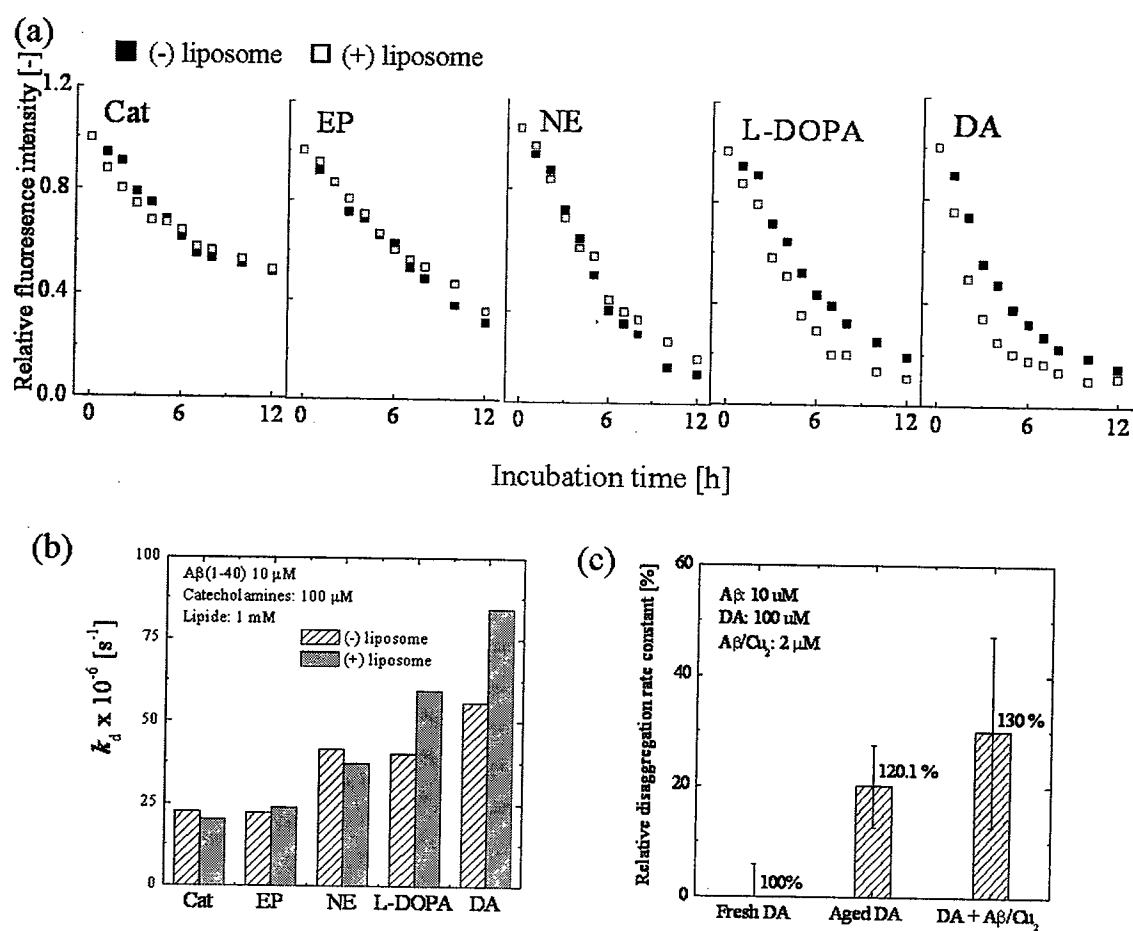 (a)
Relative fluoresence intensity [-]
■ (-) liposome □ (+) liposome
1.2
0.8
0.4
0.0
Cat
EP
NE
L-DOPA
DA
0 6 12 0 6 12 0 6 12 0 6 12 0 6 12
Incubation time [h]
(b)
k_d x 10^-6 [s^-1]
100
75
50
25
0
Aβ(1-40) 10 μM
Catecholamines: 100 μM
Lipide: 1 mM
(-) liposome
(+) liposome
Cat EP NE L-DOPA DA
(c)
Relative disaggregation rate constant [%]
60
40
20
0
Aβ: 10 uM
DA: 100 uM
Aβ/Cu₂: 2 μM
100%
120.1 %
130 %
Fresh DA Aged DA DA + Aβ/Cu₂